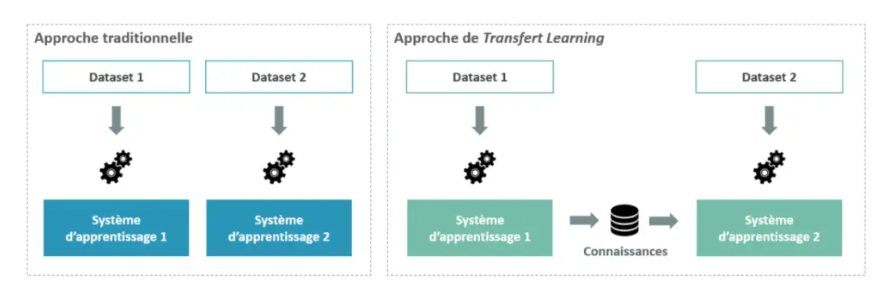 Approche traditionnelle
Dataset 1
Dataset 2
Système
d'apprentissage 1
Système
d'apprentissage 2
Approche de Transfert Learning
Dataset 1
Dataset 2
Système
d'apprentissage 1
Connaissances
Système
d'apprentissage 2